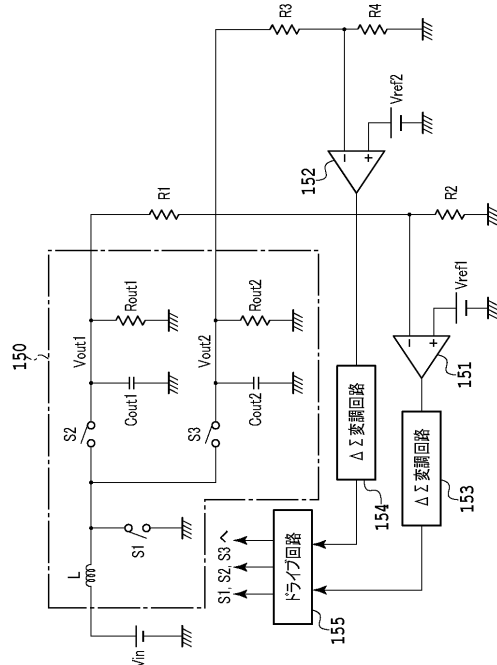 150
Vin
L
S1
S2
S3
Vout1
Cout1
Rout1
Vout2
Cout2
Rout2
R1
R2
R3
R4
Vref1
Vref2
－
＋
－
＋
151
152
ΔΣ変調回路
153
ΔΣ変調回路
154
S1, S2, S3 へ
ドライブ回路
155